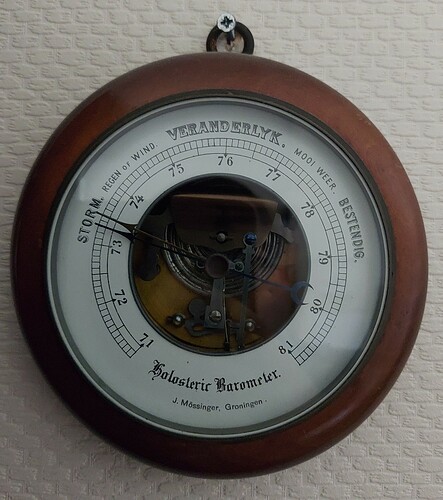 STORM.
REGEN of WIND.
VERANDERLYK.
MOOI WEER.
BESTENDIG.
71
72
73
74
75
76
77
78
79
80
81
Holosteric Barometer.
J. Mössinger, Groningen.